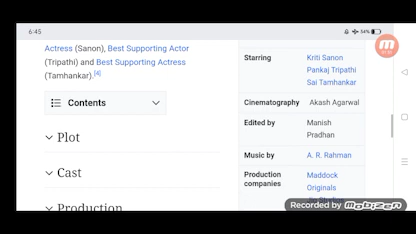 6:45
34%
Actress (Sanon), Best Supporting Actor
(Tripathi) and Best Supporting Actress
(Tamhankar).[4]
Contents
Plot
Cast
Production
Starring
Kriti Sanon
Pankaj Tripathi
Sai Tamhankar
Cinematography
Akash Agarwal
Edited by
Manish
Pradhan
Music by
A. R. Rahman
Production
companies
Maddock
Originals
Recorded by Mobizen